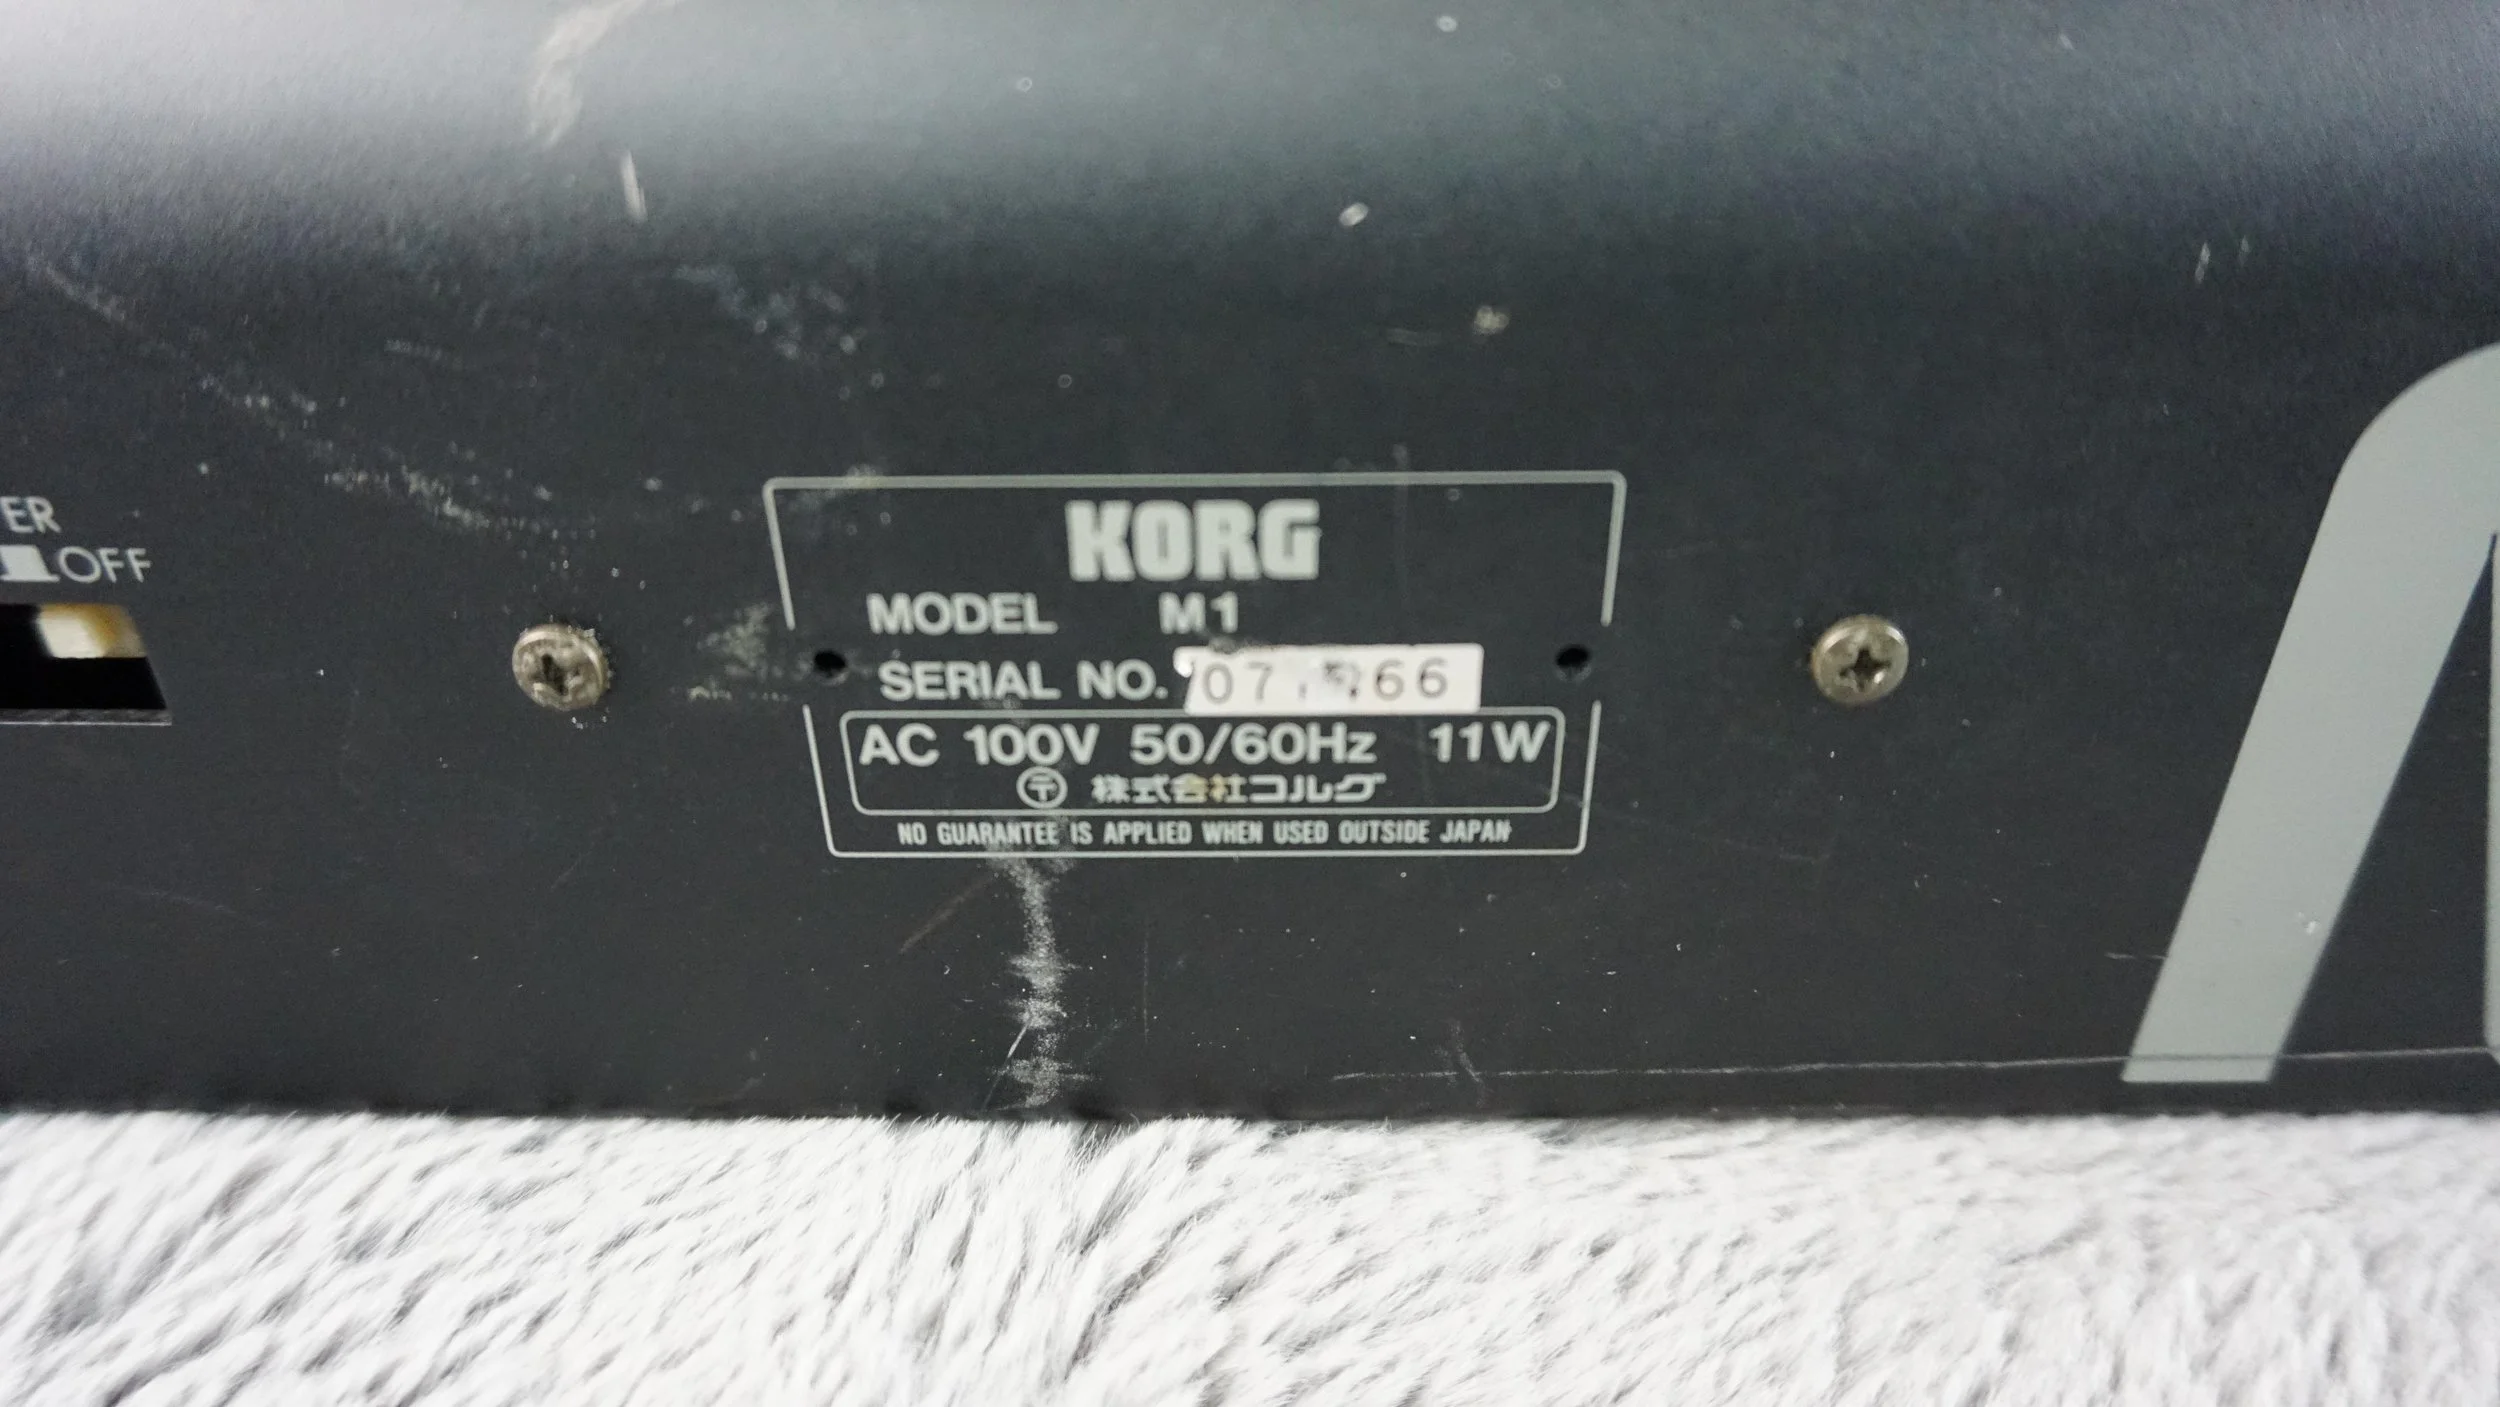 ER
OFF
KORG
MODEL M1
SERIAL NO.
AC 100V 50/60Hz 11W
〒 株式会社コルグ
NO GUARANTEE IS APPLIED WHEN USED OUTSIDE JAPAN